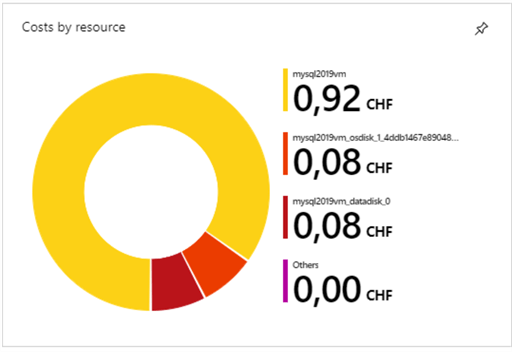 Costs by resource
mysql2019vm
0,92 CHF
mysql2019vm_osdisk_1_4ddb1467e89048...
0,08 CHF
mysql2019vm_datadisk_0
0,08 CHF
Others
0,00 CHF